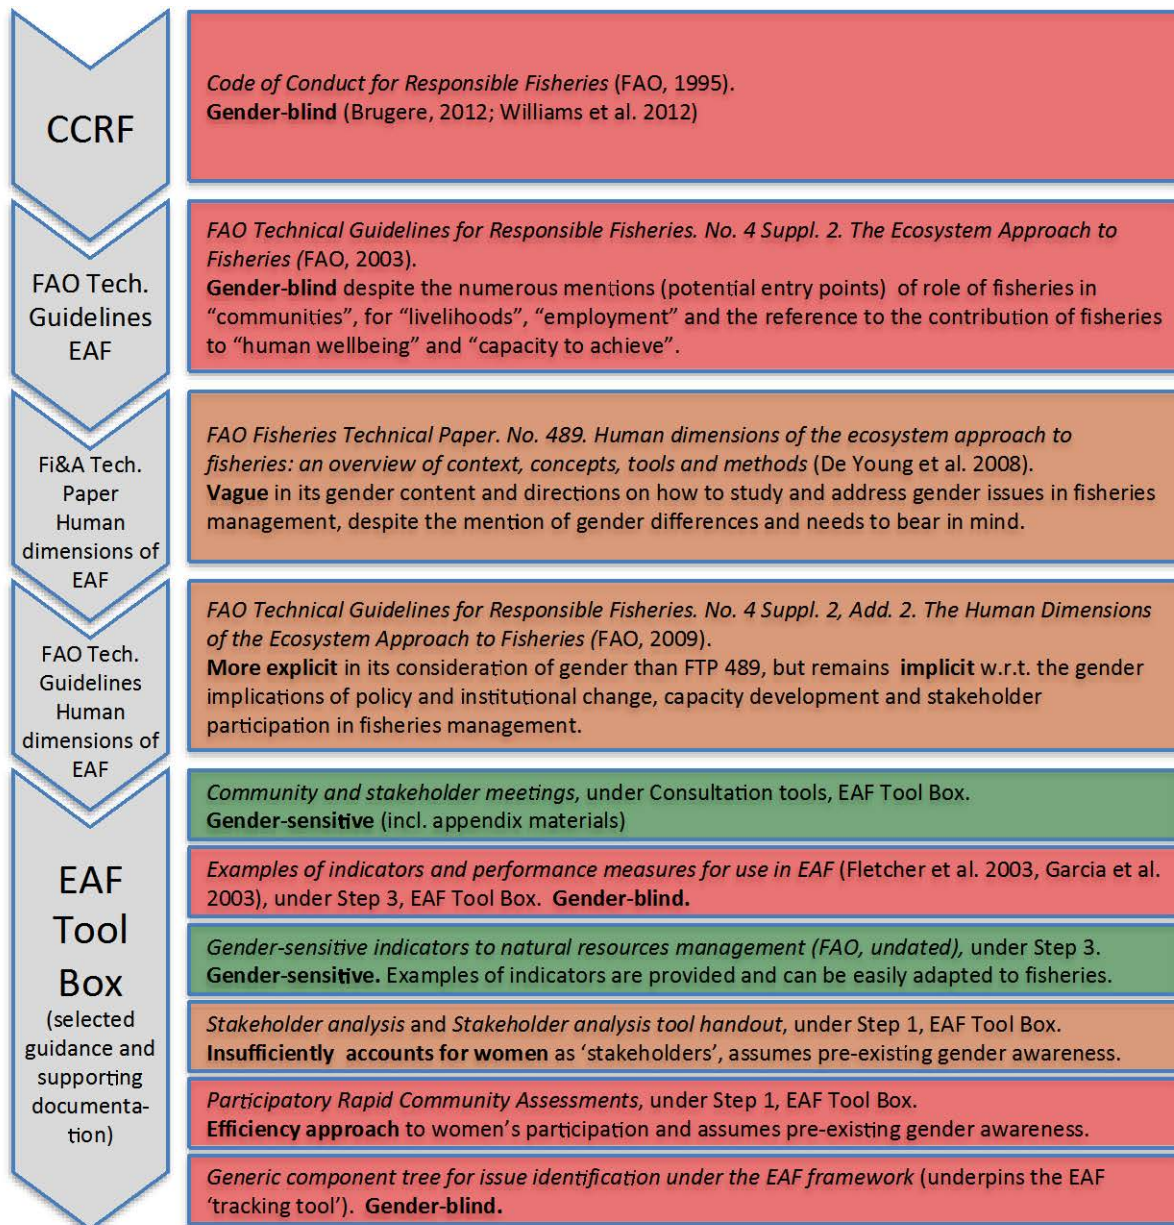 CCRF
Code of Conduct for Responsible Fisheries (FAO, 1995).
Gender-blind (Brugere, 2012; Williams et al. 2012)
FAO Tech.
Guidelines
EAF
FAO Technical Guidelines for Responsible Fisheries. No. 4 Suppl. 2. The Ecosystem Approach to
Fisheries (FAO, 2003).
Gender-blind despite the numerous mentions (potential entry points) of role of fisheries in
“communities”, for “livelihoods”, “employment” and the reference to the contribution of fisheries
to “human wellbeing” and “capacity to achieve”.
Fi&A Tech.
Paper
Human
dimensions of
EAF
FAO Fisheries Technical Paper. No. 489. Human dimensions of the ecosystem approach to
fisheries: an overview of context, concepts, tools and methods (De Young et al. 2008).
Vague in its gender content and directions on how to study and address gender issues in fisheries
management, despite the mention of gender differences and needs to bear in mind.
FAO Tech.
Guidelines
Human
dimensions of
EAF
FAO Technical Guidelines for Responsible Fisheries. No. 4 Suppl. 2, Add. 2. The Human Dimensions
of the Ecosystem Approach to Fisheries (FAO, 2009).
More explicit in its consideration of gender than FTP 489, but remains implicit w.r.t. the gender
implications of policy and institutional change, capacity development and stakeholder
participation in fisheries management.
EAF
Tool
Box
(selected
guidance and
supporting
documenta-
tion)
Community and stakeholder meetings, under Consultation tools, EAF Tool Box.
Gender-sensitive (incl. appendix materials)
Examples of indicators and performance measures for use in EAF (Fletcher et al. 2003, Garcia et al.
2003), under Step 3, EAF Tool Box. Gender-blind.
Gender-sensitive indicators to natural resources management (FAO, undated), under Step 3.
Gender-sensitive. Examples of indicators are provided and can be easily adapted to fisheries.
Stakeholder analysis and Stakeholder analysis tool handout, under Step 1, EAF Tool Box.
Insufficiently accounts for women as ‘stakeholders’, assumes pre-existing gender awareness.
Participatory Rapid Community Assessments, under Step 1, EAF Tool Box.
Efficiency approach to women’s participation and assumes pre-existing gender awareness.
Generic component tree for issue identification under the EAF framework (underpins the EAF
‘tracking tool’). Gender-blind.